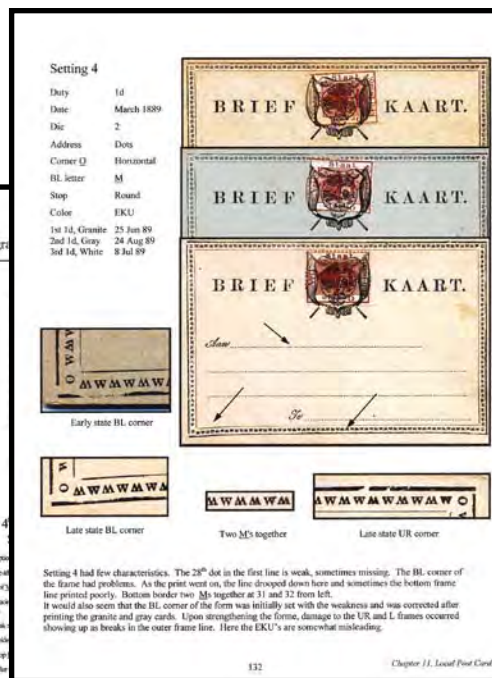 Setting 4
Duty 1d
Date March 1889
Die 2
Address Dots
Corner O Horizontal
BL letter M
Stop Round
Color EKU
1st 1d, Granite 25 Jun 89
2nd 1d, Gray 24 Aug 89
3rd 1d, White 8 Jul 89
BRIEF KAART.
BRIEF KAART.
BRIEF KAART.
Aan
Te
Early state BL corner
Late state BL corner
Two M's together
Late state UR corner
Setting 4 had few characteristics. The 28th dot in the first line is weak, sometimes missing. The BL corner of
the frame had problems. As the print went on, the line drooped down here and sometimes the bottom frame
line printed poorly. Bottom border two Ms together at 31 and 32 from left.
It would also seem that the BL corner of the form was initially set with the weakness and was corrected after
printing the granite and gray cards. Upon strengthening the forme, damage to the UR and L frames occurred
showing up as breaks in the outer frame line. Here the EKU's are somewhat misleading.
132
Chapter 11, Local Post Card